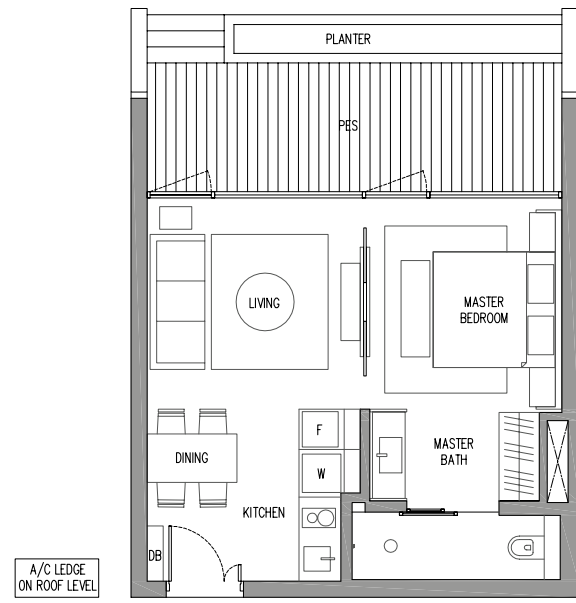 PLANTER
PES
LIVING
MASTER
BEDROOM
F
DINING
MASTER
BATH
W
KITCHEN
DB
A/C LEDGE
ON ROOF LEVEL